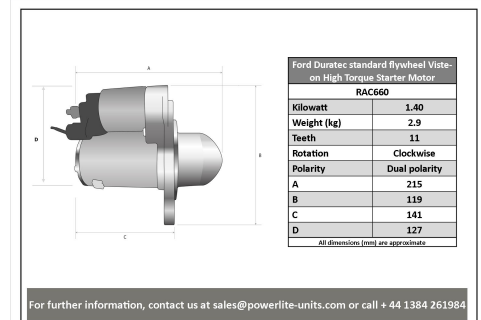 Ford Duratec standard flywheel Viste-
on High Torque Starter Motor
RAC660
Kilowatt 1.40
Weight (kg) 2.9
Teeth 11
Rotation Clockwise
Polarity Dual polarity
A 215
B 119
C 141
D 127
All dimensions (mm) are approximate
A
D
B
C
For further information, contact us at sales@powerlite-units.com or call + 44 1384 261984